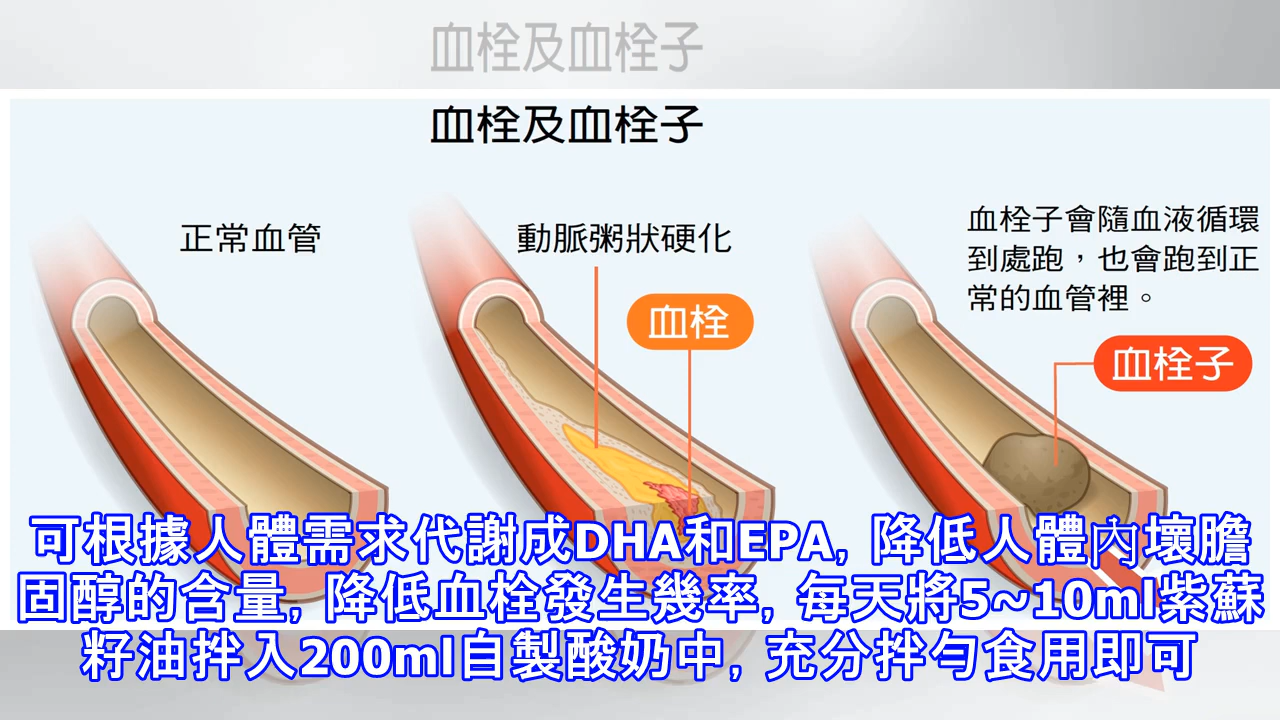 血栓及血栓子
血栓及血栓子
正常血管
動脈粥狀硬化
血栓
血栓子會隨血液循環
到處跑，也會跑到正
常的血管裡。
血栓子
可根據人體需求代謝成DHA和EPA, 降低人體內壞膽
固醇的含量, 降低血栓發生幾率, 每天將5~10ml紫蘇
籽油拌入200ml自製酸奶中, 充分拌勻食用即可